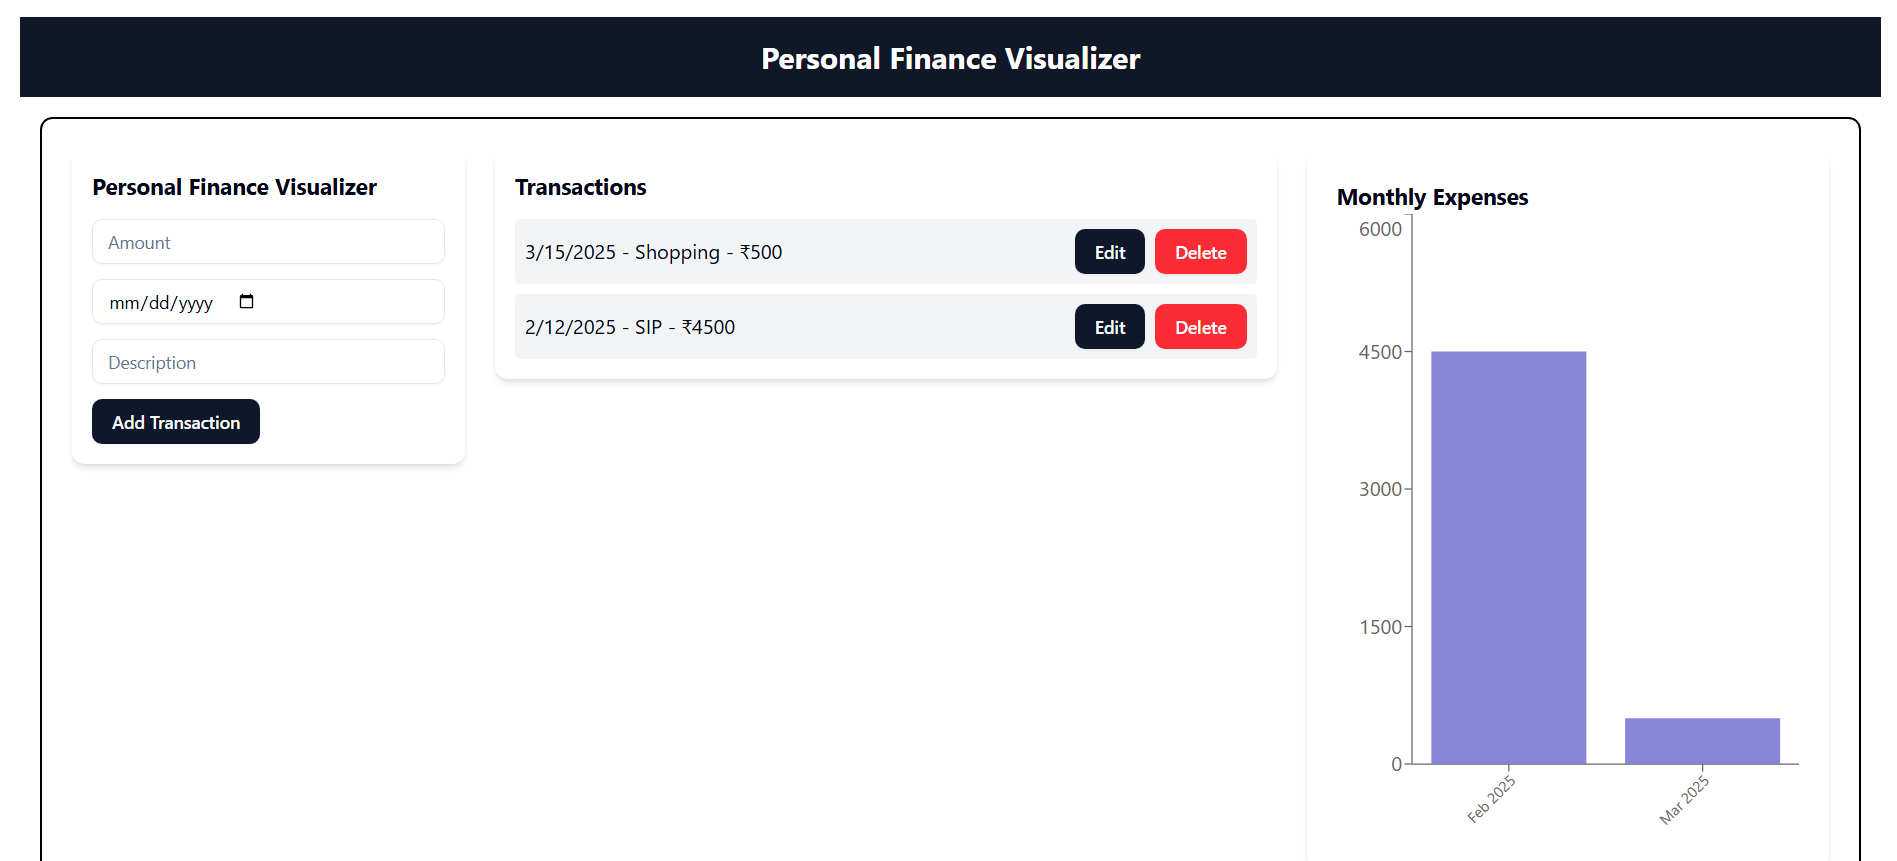 Personal Finance Visualizer
Personal Finance Visualizer
Amount
mm/dd/yyyy
Description
Add Transaction
Transactions
3/15/2025 - Shopping - ₹500 Edit Delete
2/12/2025 - SIP - ₹4500 Edit Delete
Monthly Expenses
6000
4500
3000
1500
0
Feb 2025 Mar 2025